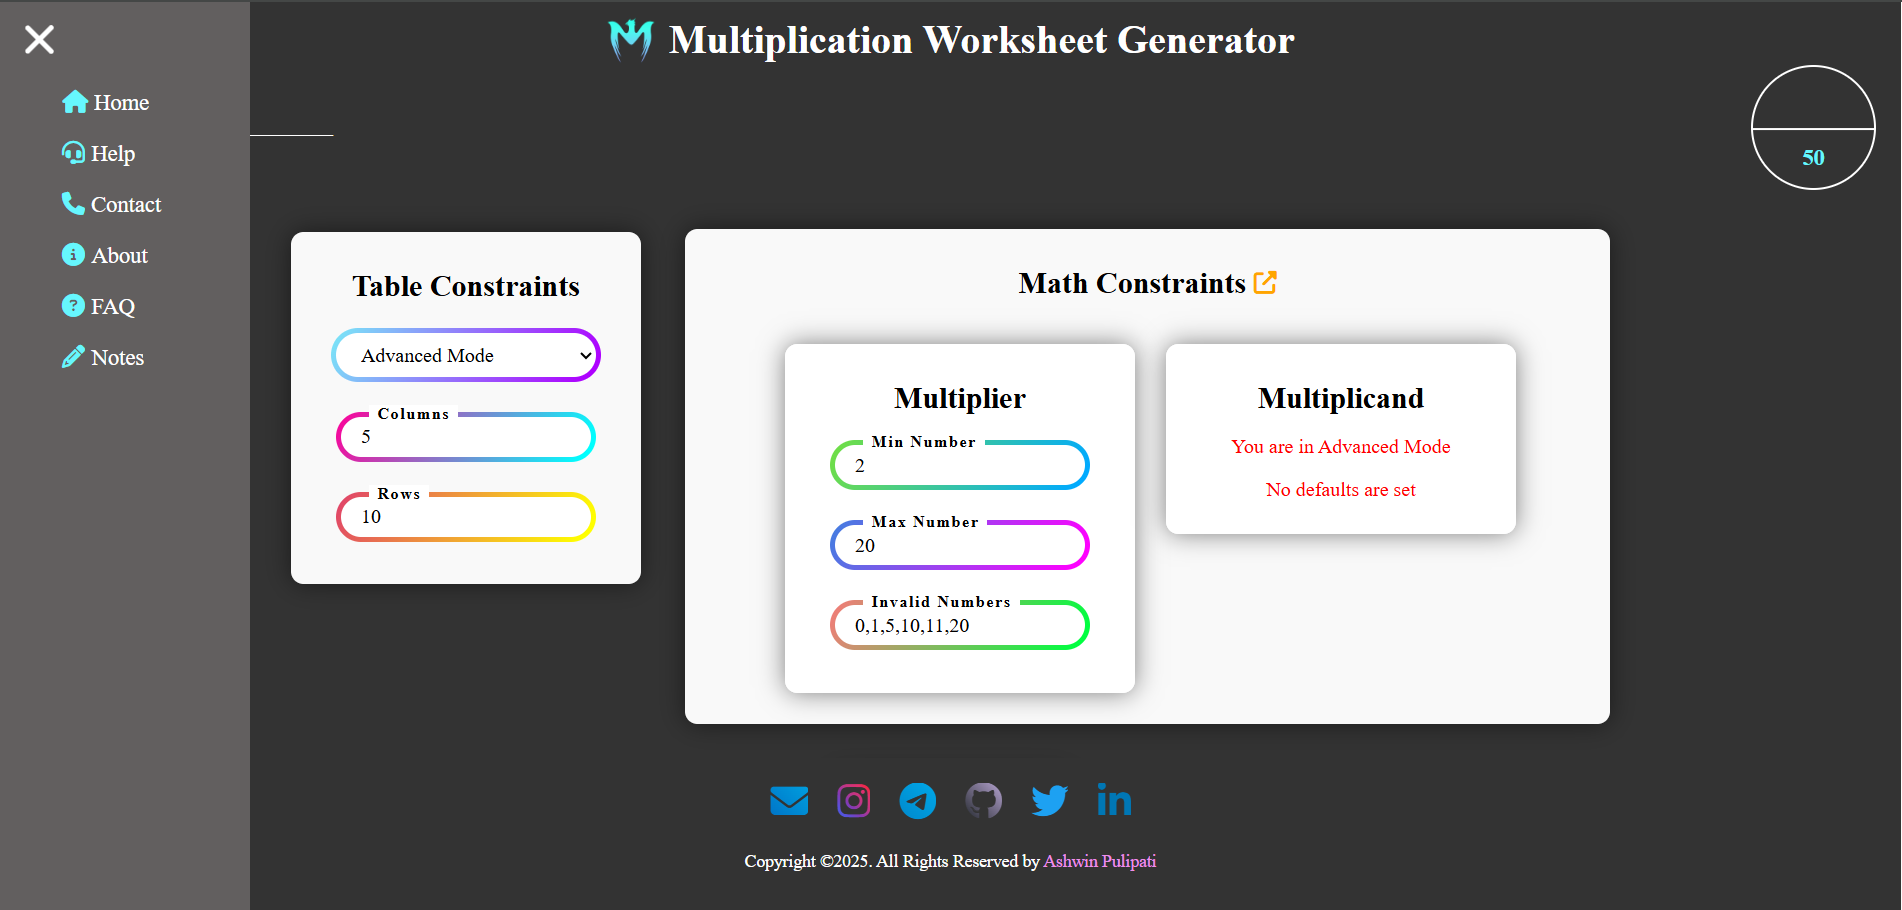 Multiplication Worksheet Generator
Home
Help
Contact
About
FAQ
Notes
50
Table Constraints
Advanced Mode
Columns
5
Rows
10
Math Constraints
Multiplier
Min Number
2
Max Number
20
Invalid Numbers
0,1,5,10,11,20
Multiplicand
You are in Advanced Mode
No defaults are set
Copyright ©2025. All Rights Reserved by Ashwin Pulipati